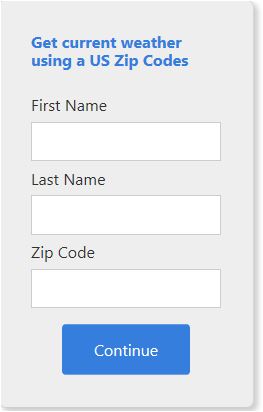 Get current weather
using a US Zip Codes
First Name
Last Name
Zip Code
Continue